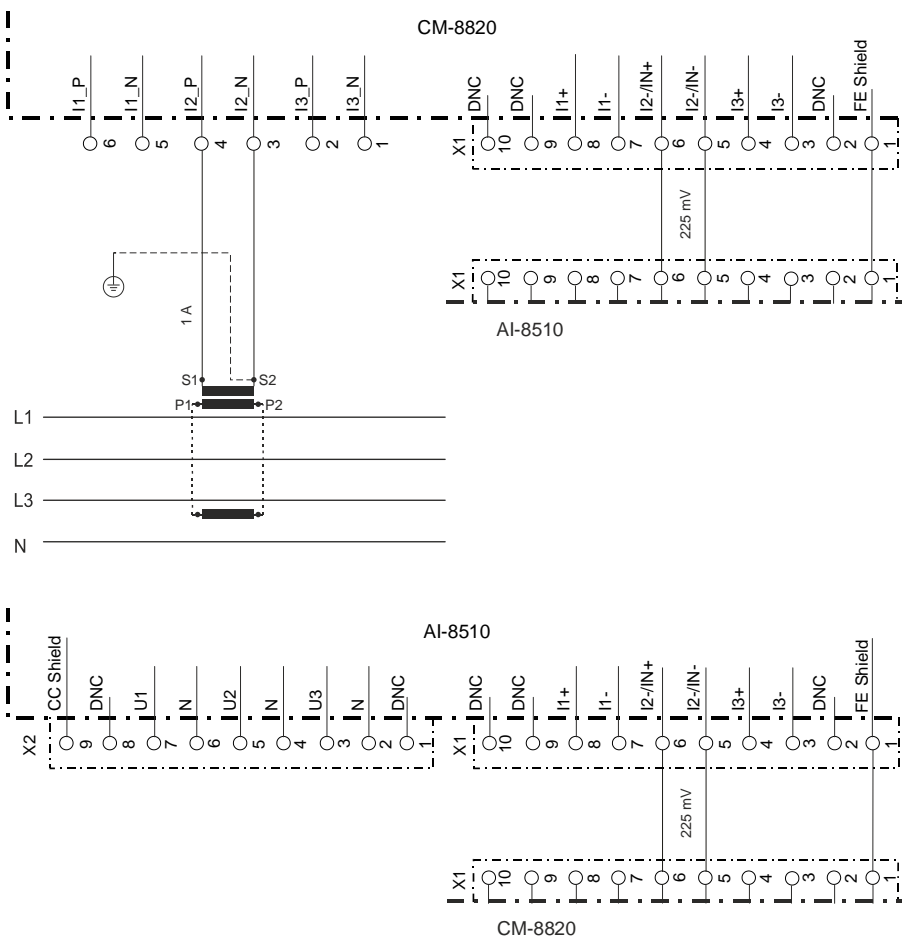 CM-8820
I1_P I1_N I2_P I2_N I3_P I3_N
DNC DNC I1+ I1- I2-/IN+ I2-/IN- I3+ I3- DNC FE Shield
6 5 4 3 2 1
X1 10 9 8 7 6 5 4 3 2 1
225 mV
X1 10 9 8 7 6 5 4 3 2 1
AI-8510
1 A
S1 S2
P1 P2
L1
L2
L3
N
AI-8510
CC Shield DNC U1 N U2 N U3 N DNC
DNC DNC I1+ I1- I2-/IN+ I2-/IN- I3+ I3- DNC FE Shield
X2 9 8 7 6 5 4 3 2 1
X1 10 9 8 7 6 5 4 3 2 1
225 mV
X1 10 9 8 7 6 5 4 3 2 1
CM-8820